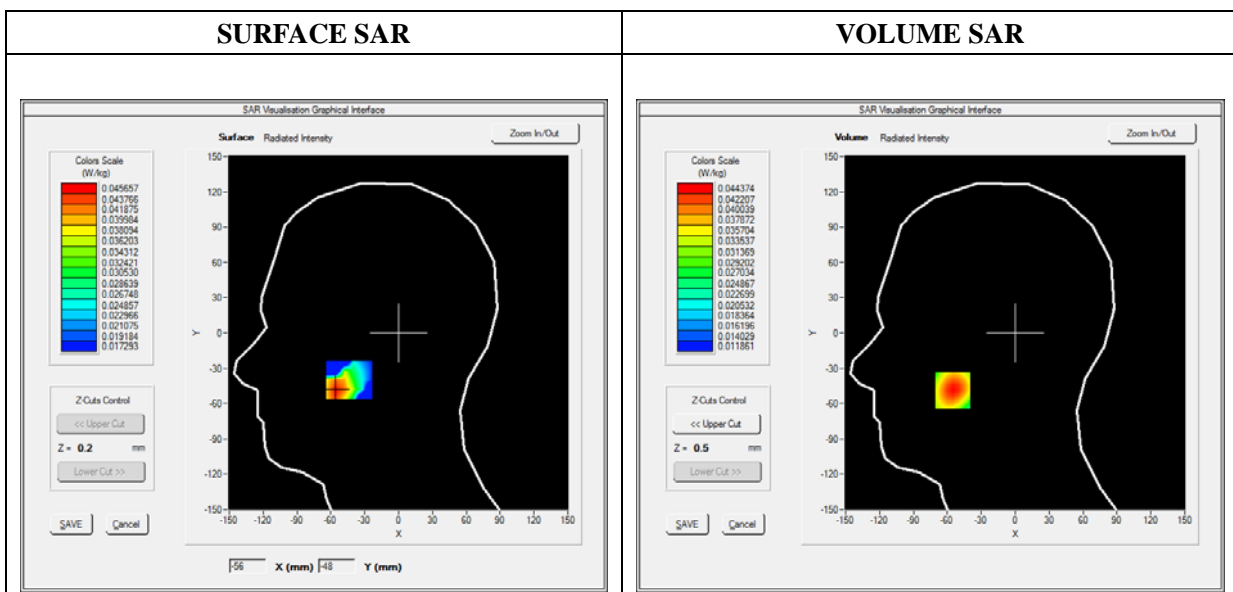 SURFACE SAR
SAR Visualisation Graphical Interface
Surface Radiated Intensity
Zoom In/Out
Colors Scale
(W/kg)
0.045657
0.043766
0.041875
0.039984
0.038094
0.036203
0.034312
0.032421
0.030530
0.028639
0.026748
0.024857
0.022966
0.021075
0.019184
0.017293
Z-Cuts Control
<< Upper Cut
Z = 0.2 mm
Lower Cut >>
SAVE Cancel
150
120
90
60
30
Y 0
-30
-60
-90
-120
-150
-150 -120 -90 -60 -30 0 30 60 90 120 150
X
-56 X (mm) -48 Y (mm)
VOLUME SAR
SAR Visualisation Graphical Interface
Volume Radiated Intensity
Zoom In/Out
Colors Scale
(W/kg)
0.044374
0.042207
0.040039
0.037872
0.035704
0.033537
0.031369
0.029202
0.027034
0.024867
0.022699
0.020532
0.018364
0.016196
0.014029
0.011861
Z-Cuts Control
<< Upper Cut
Z = 0.5 mm
Lower Cut >>
SAVE Cancel
150
120
90
60
30
Y 0
-30
-60
-90
-120
-150
-150 -120 -90 -60 -30 0 30 60 90 120 150
X